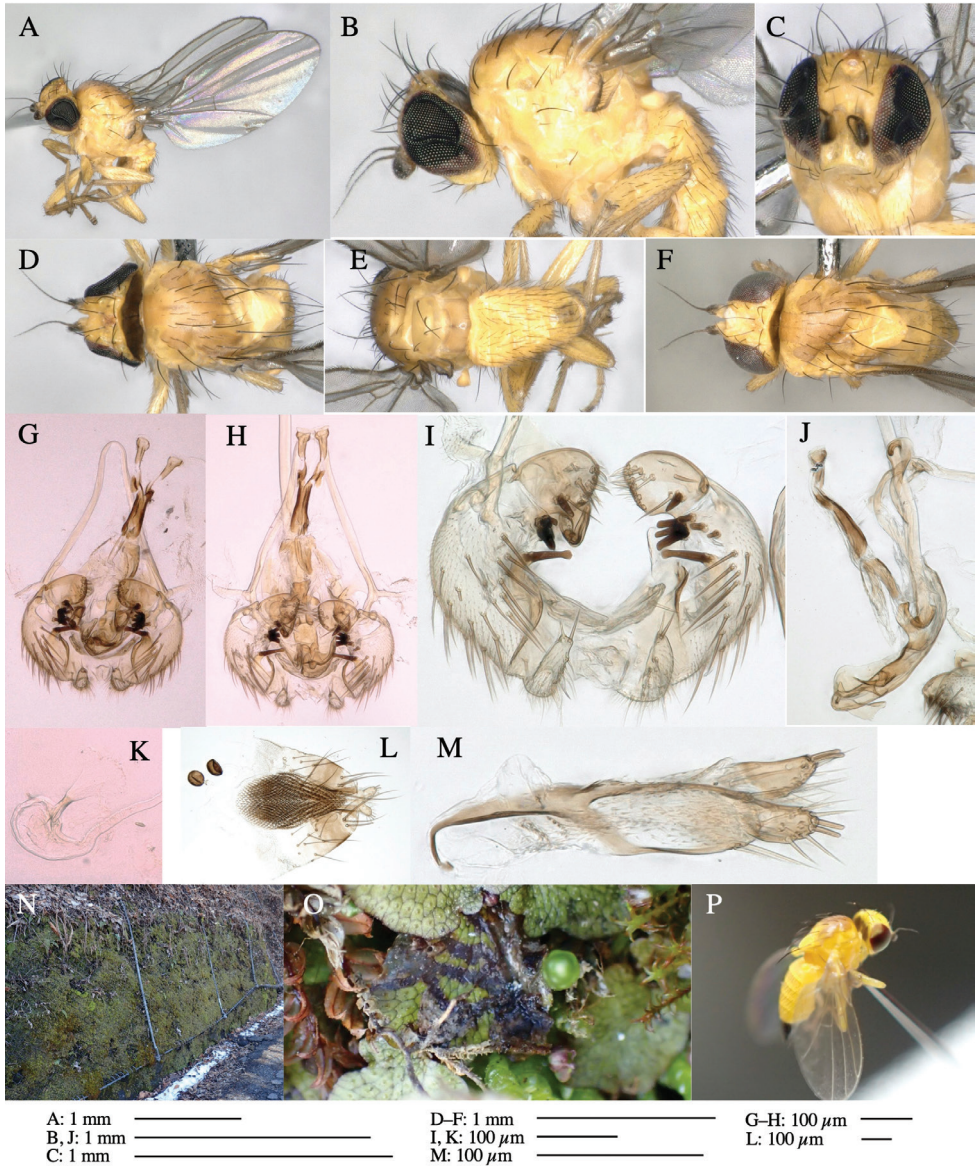 A
B
C
D
E
F
G
H
I
J
K
L
M
N
O
P
A: 1 mm
D–F: 1 mm
G–H: 100 µm
B, J: 1 mm
I, K: 100 µm
L: 100 µm
C: 1 mm
M: 100 µm